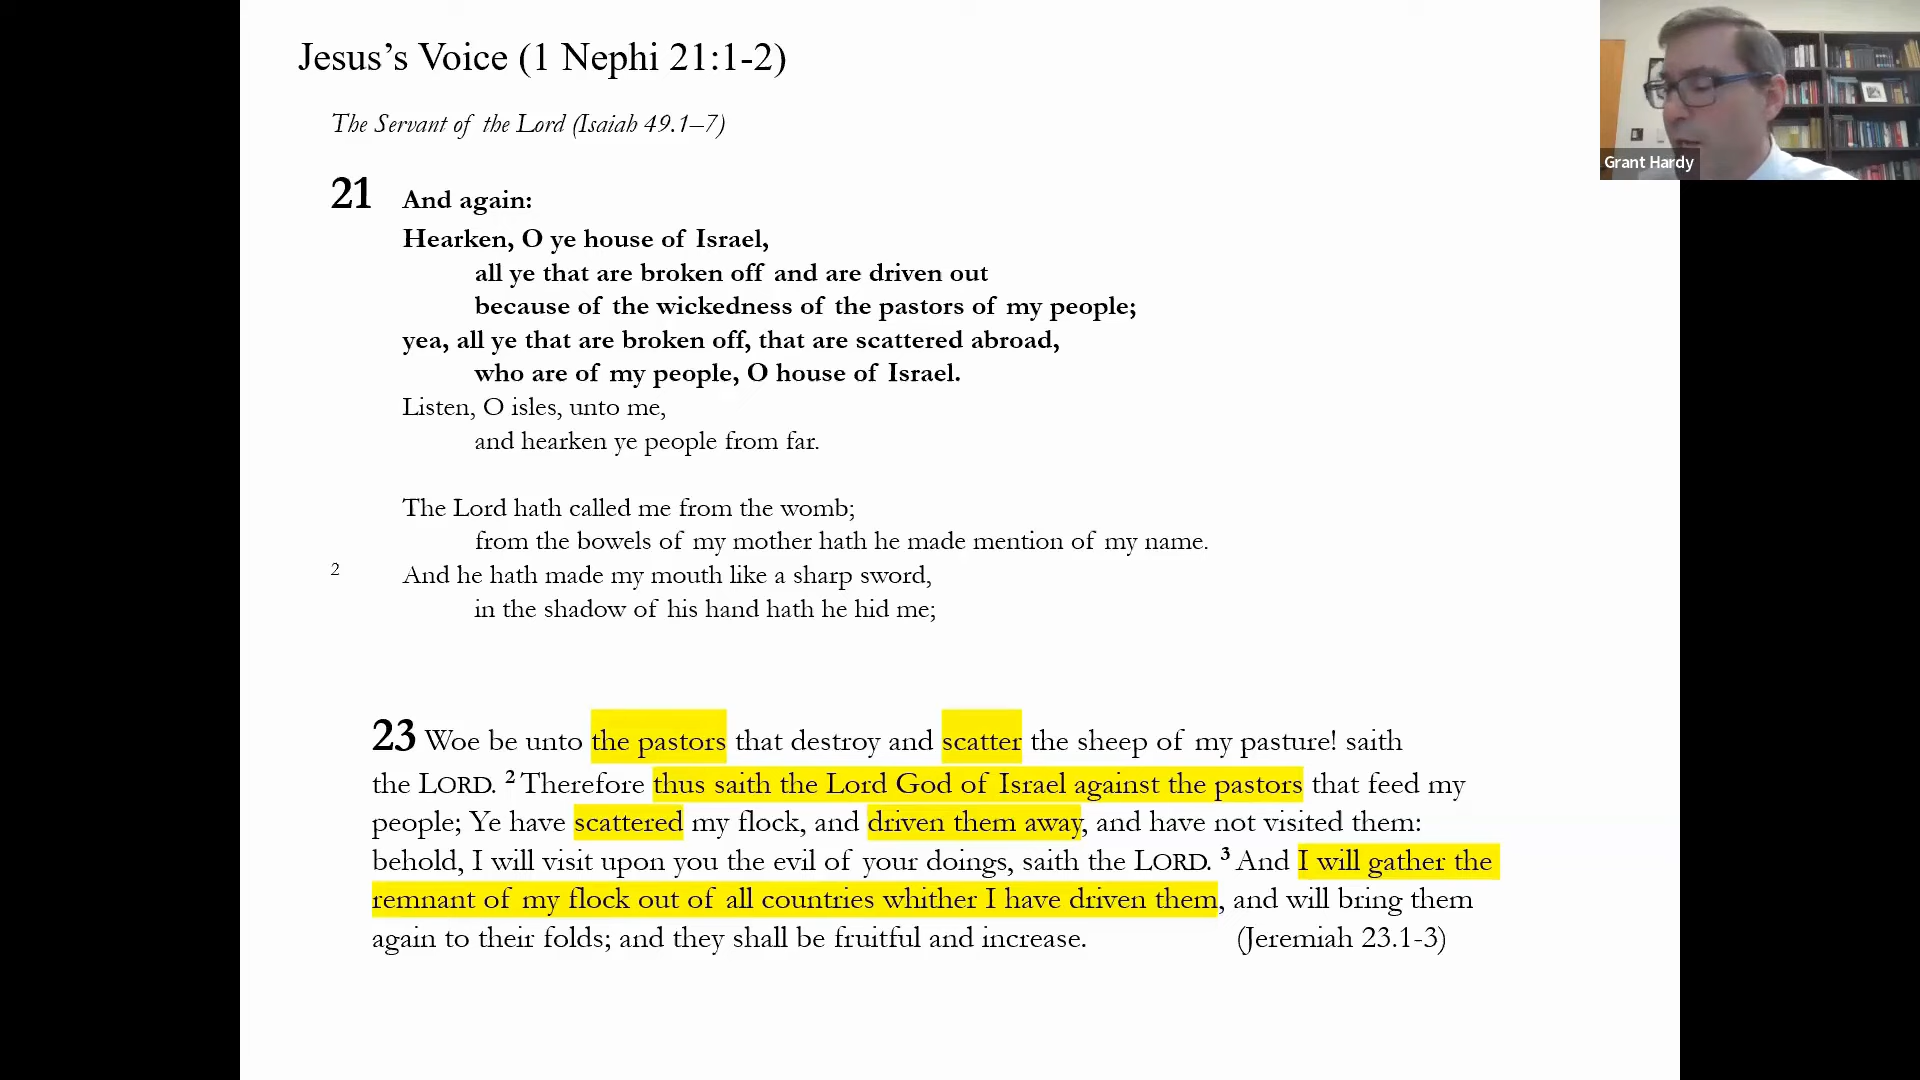 Jesus’s Voice (1 Nephi 21:1-2)
Grant Hardy
The Servant of the Lord (Isaiah 49.1–7)
21 And again:
Hearken, O ye house of Israel,
all ye that are broken off and are driven out
because of the wickedness of the pastors of my people;
yea, all ye that are broken off, that are scattered abroad,
who are of my people, O house of Israel.
Listen, O isles, unto me,
and hearken ye people from far.
The Lord hath called me from the womb;
from the bowels of my mother hath he made mention of my name.
2 And he hath made my mouth like a sharp sword,
in the shadow of his hand hath he hid me;
23 Woe be unto the pastors that destroy and scatter the sheep of my pasture! saith
the LORD. 2 Therefore thus saith the Lord God of Israel against the pastors that feed my
people; Ye have scattered my flock, and driven them away, and have not visited them:
behold, I will visit upon you the evil of your doings, saith the LORD. 3 And I will gather the
remnant of my flock out of all countries whither I have driven them, and will bring them
again to their folds; and they shall be fruitful and increase. (Jeremiah 23.1-3)